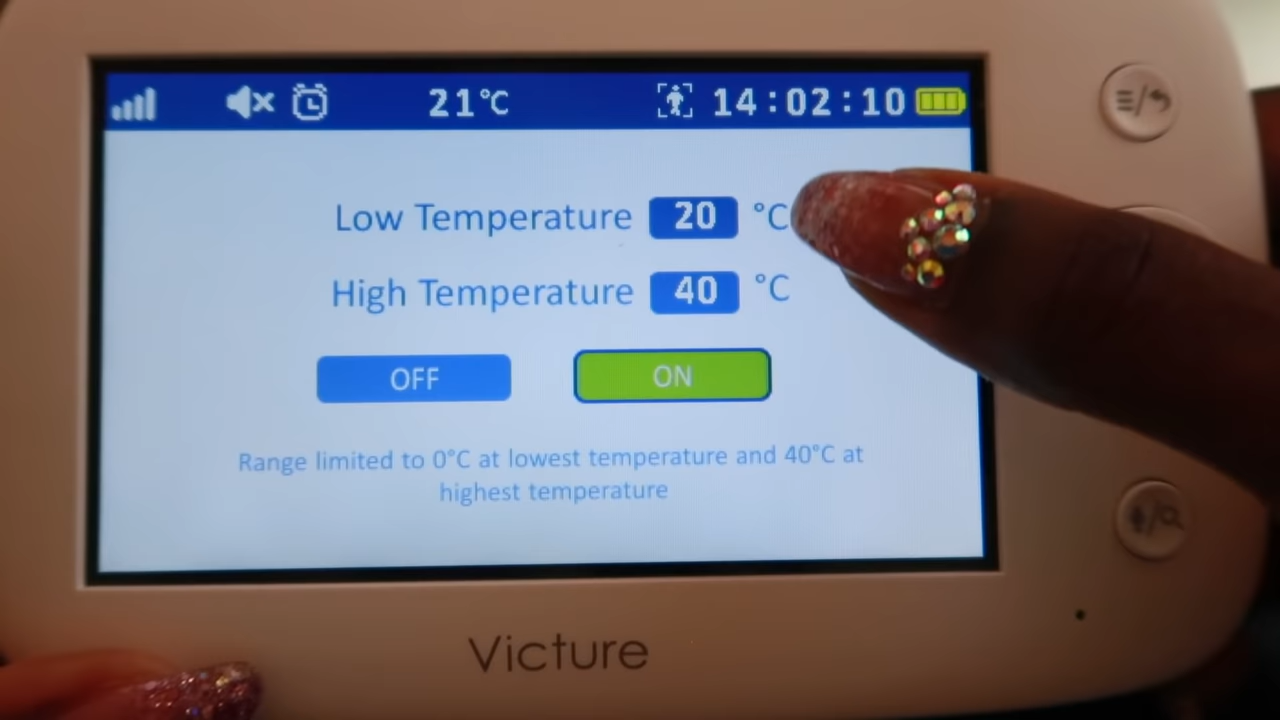 21°C 14:02:10
Low Temperature 20 °C
High Temperature 40 °C
OFF ON
Range limited to 0°C at lowest temperature and 40°C at
highest temperature
Victure